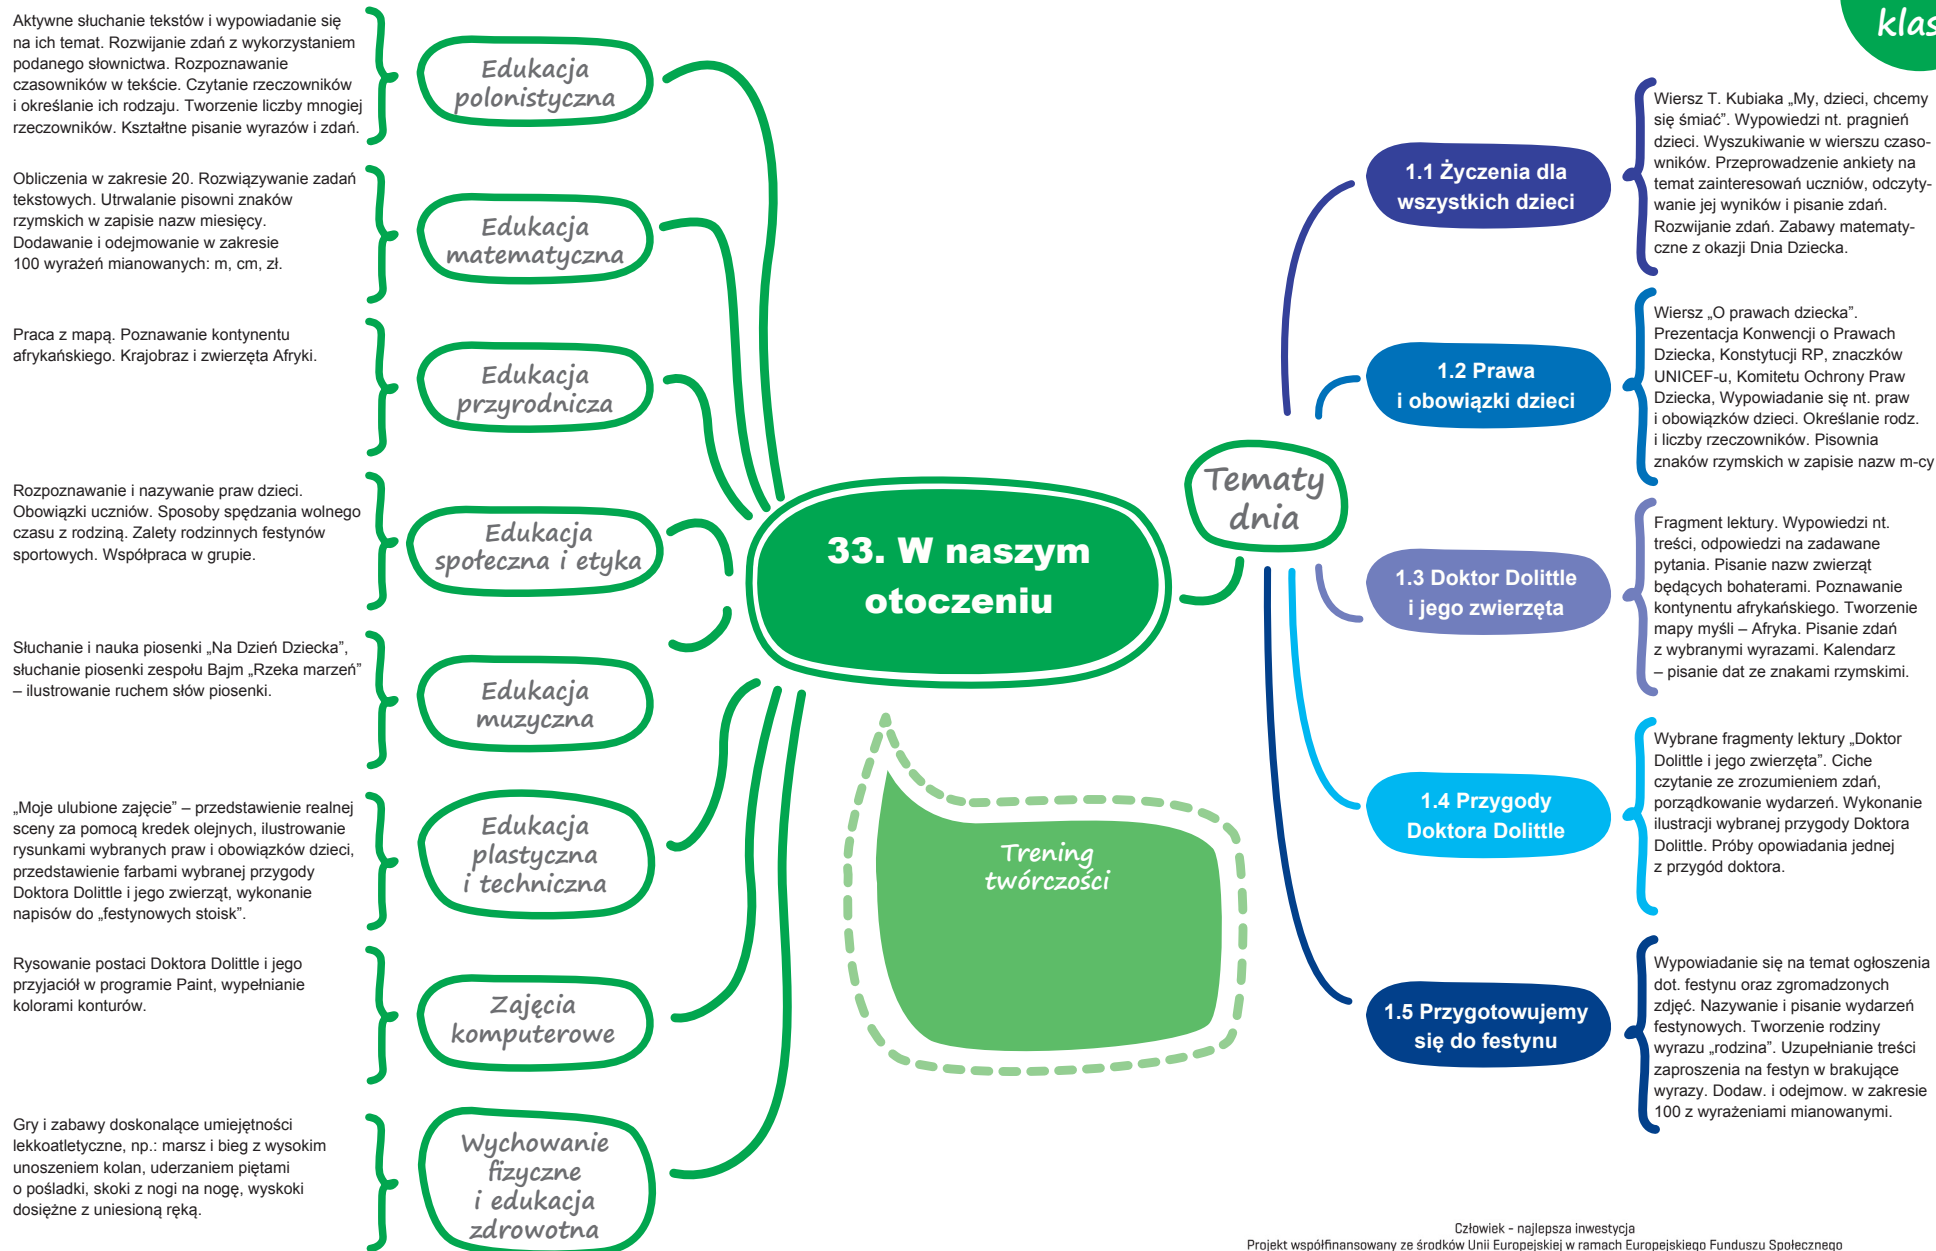 klas
Aktywne słuchanie tekstów i wypowiadanie się
na ich temat. Rozwijanie zdań z wykorzystaniem
podanego słownictwa. Rozpoznawanie
czasowników w tekście. Czytanie rzeczowników
i określanie ich rodzaju. Tworzenie liczby mnogiej
rzeczowników. Kształtne pisanie wyrazów i zdań.
Edukacja
polonistyczna
Obliczenia w zakresie 20. Rozwiązywanie zadań
tekstowych. Utrwalanie pisowni znaków
rzymskich w zapisie nazw miesięcy.
Dodawanie i odejmowanie w zakresie
100 wyrażeń mianowanych: m, cm, zł.
Edukacja
matematyczna
Praca z mapą. Poznawanie kontynentu
afrykańskiego. Krajobraz i zwierzęta Afryki.
Edukacja
przyrodnicza
Rozpoznawanie i nazywanie praw dzieci.
Obowiązki uczniów. Sposoby spędzania wolnego
czasu z rodziną. Zalety rodzinnych festynów
sportowych. Współpraca w grupie.
Edukacja
społeczna i etyka
Słuchanie i nauka piosenki „Na Dzień Dziecka”,
słuchanie piosenki zespołu Bajm „Rzeka marzeń”
– ilustrowanie ruchem słów piosenki.
Edukacja
muzyczna
„Moje ulubione zajęcie” – przedstawienie realnej
sceny za pomocą kredek olejnych, ilustrowanie
rysunkami wybranych praw i obowiązków dzieci,
przedstawienie farbami wybranej przygody
Doktora Dolittle i jego zwierząt, wykonanie
napisów do „festynowych stoisk”.
Edukacja
plastyczna
i techniczna
Rysowanie postaci Doktora Dolittle i jego
przyjaciół w programie Paint, wypełnianie
kolorami konturów.
Zajęcia
komputerowe
Gry i zabawy doskonalące umiejętności
lekkoatletyczne, np.: marsz i bieg z wysokim
unoszeniem kolan, uderzaniem piętami
o pośladki, skoki z nogi na nogę, wyskoki
dosiężne z uniesioną ręką.
Wychowanie
fizyczne
i edukacja
zdrowotna
33. W naszym
otoczeniu
Trening
twórczości
Tematy
dnia
1.1 Życzenia dla
wszystkich dzieci
Wiersz T. Kubiaka „My, dzieci, chcemy
się śmiać”. Wypowiedzi nt. pragnień
dzieci. Wyszukiwanie w wierszu czaso-
wników. Przeprowadzenie ankiety na
temat zainteresowań uczniów, odczyty-
wanie jej wyników i pisanie zdań.
Rozwijanie zdań. Zabawy matematy-
czne z okazji Dnia Dziecka.
1.2 Prawa
i obowiązki dzieci
Wiersz „O prawach dziecka”.
Prezentacja Konwencji o Prawach
Dziecka, Konstytucji RP, znaczków
UNICEF-u, Komitetu Ochrony Praw
Dziecka, Wypowiadanie się nt. praw
i obowiązków dzieci. Określanie rodz.
i liczby rzeczowników. Pisownia
znaków rzymskich w zapisie nazw m-cy
1.3 Doktor Dolittle
i jego zwierzęta
Fragment lektury. Wypowiedzi nt.
treści, odpowiedzi na zadawane
pytania. Pisanie nazw zwierząt
będących bohaterami. Poznawanie
kontynentu afrykańskiego. Tworzenie
mapy myśli – Afryka. Pisanie zdań
z wybranymi wyrazami. Kalendarz
– pisanie dat ze znakami rzymskimi.
1.4 Przygody
Doktora Dolittle
Wybrane fragmenty lektury „Doktor
Dolittle i jego zwierzęta”. Ciche
czytanie ze zrozumieniem zdań,
porządkowanie wydarzeń. Wykonanie
ilustracji wybranej przygody Doktora
Dolittle. Próby opowiadania jednej
z przygód doktora.
1.5 Przygotowujemy
się do festynu
Wypowiadanie się na temat ogłoszenia
dot. festynu oraz zgromadzonych
zdjęć. Nazywanie i pisanie wydarzeń
festynowych. Tworzenie rodziny
wyrazu „rodzina”. Uzupełnianie treści
zaproszenia na festyn w brakujące
wyrazy. Dodaw. i odejmow. w zakresie
100 z wyrażeniami mianowanymi.
Człowiek - najlepsza inwestycja
Projekt współfinansowany ze środków Unii Europejskiej w ramach Europejskiego Funduszu Społecznego